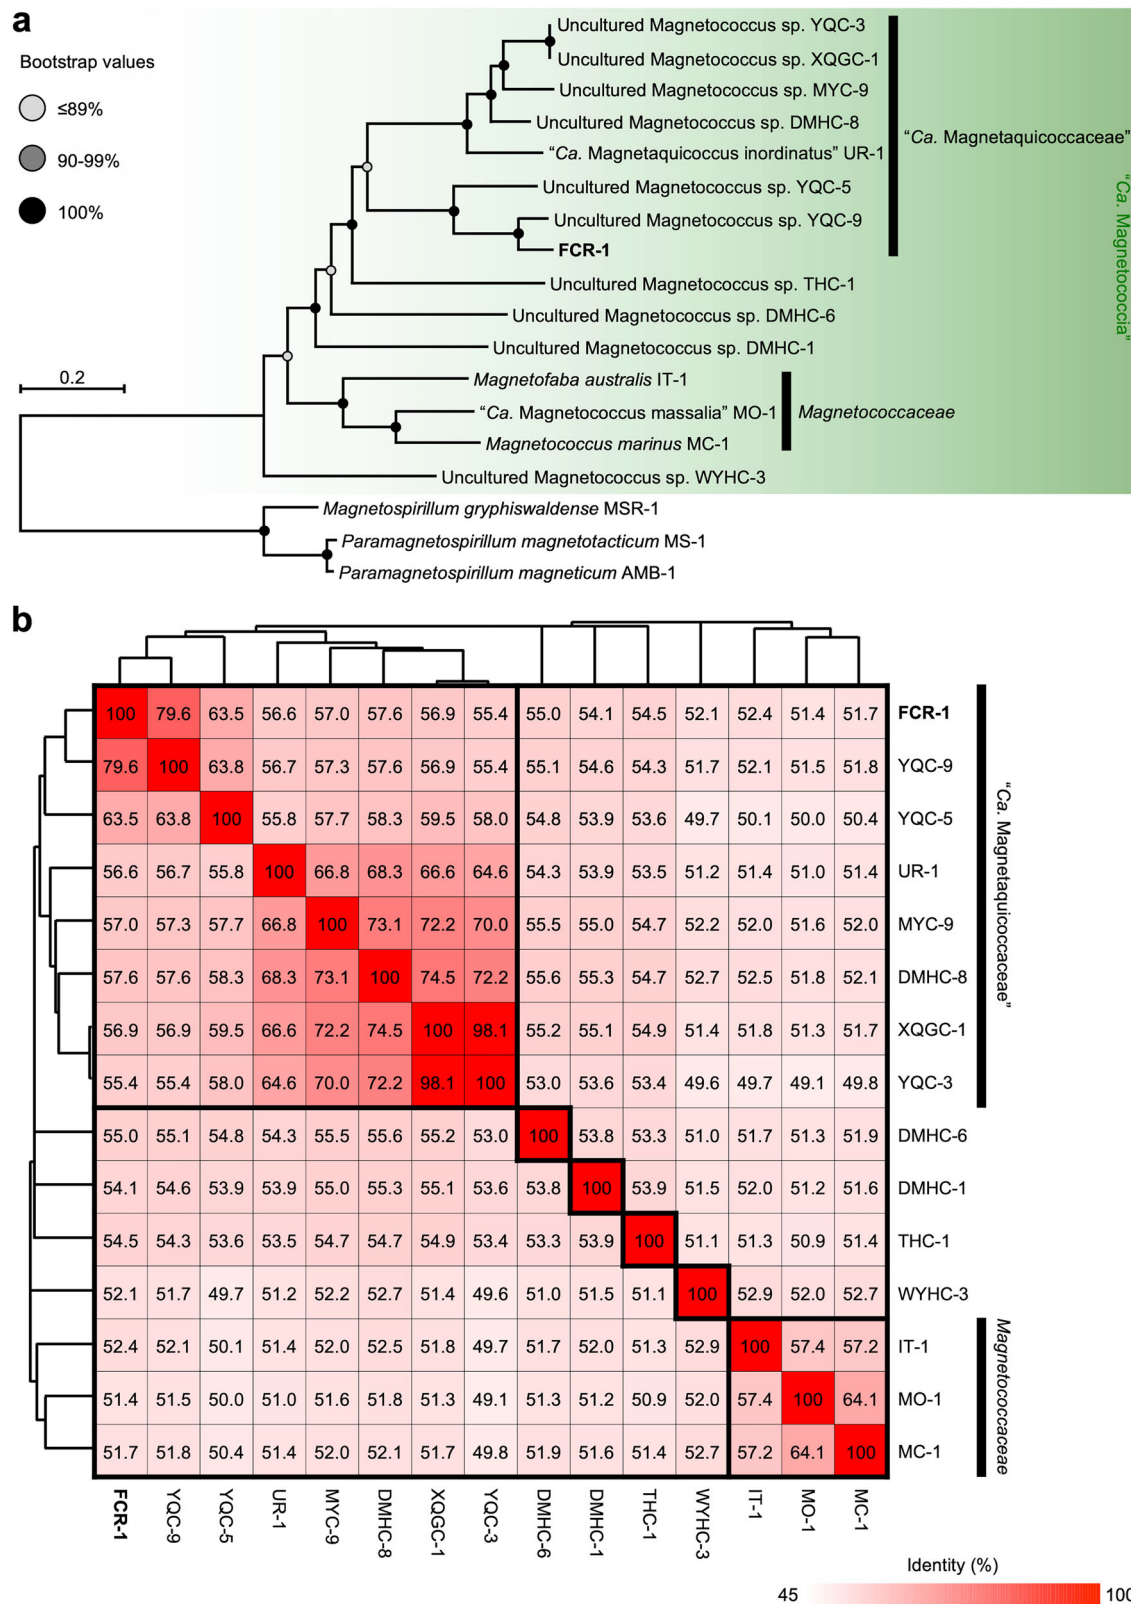 a
Bootstrap values
≤89%
90-99%
100%
Uncultured Magnetococcus sp. YQC-3
Uncultured Magnetococcus sp. XQGC-1
Uncultured Magnetococcus sp. MYC-9
Uncultured Magnetococcus sp. DMHC-8
“Ca. Magnetaquicoccus inordinatus” UR-1
Uncultured Magnetococcus sp. YQC-5
Uncultured Magnetococcus sp. YQC-9
FCR-1
Uncultured Magnetococcus sp. THC-1
Uncultured Magnetococcus sp. DMHC-6
Uncultured Magnetococcus sp. DMHC-1
Magnetofaba australis IT-1
“Ca. Magnetococcus massalia” MO-1
Magnetococcus marinus MC-1
Uncultured Magnetococcus sp. WYHC-3
Magnetospirillum gryphiswaldense MSR-1
Paramagnetospirillum magnetotacticum MS-1
Paramagnetospirillum magneticum AMB-1
“Ca. Magnetaquicoccaceae”
Magnetococcaceae
“Ca. Magnetococcia”
0.2
b
100 79.6 63.5 56.6 57.0 57.6 56.9 55.4 55.0 54.1 54.5 52.1 52.4 51.4 51.7 FCR-1
79.6 100 63.8 56.7 57.3 57.6 56.9 55.4 55.1 54.6 54.3 51.7 52.1 51.5 51.8 YQC-9
63.5 63.8 100 55.8 57.7 58.3 59.5 58.0 54.8 53.9 53.6 49.7 50.1 50.0 50.4 YQC-5
56.6 56.7 55.8 100 66.8 68.3 66.6 64.6 54.3 53.9 53.5 51.2 51.4 51.0 51.4 UR-1
57.0 57.3 57.7 66.8 100 73.1 72.2 70.0 55.5 55.0 54.7 52.2 52.0 51.6 52.0 MYC-9
57.6 57.6 58.3 68.3 73.1 100 74.5 72.2 55.6 55.3 54.7 52.7 52.5 51.8 52.1 DMHC-8
56.9 56.9 59.5 66.6 72.2 74.5 100 98.1 55.2 55.1 54.9 51.4 51.8 51.3 51.7 XQGC-1
55.4 55.4 58.0 64.6 70.0 72.2 98.1 100 53.0 53.6 53.4 49.6 49.7 49.1 49.8 YQC-3
55.0 55.1 54.8 54.3 55.5 55.6 55.2 53.0 100 53.8 53.3 51.0 51.7 51.3 51.9 DMHC-6
54.1 54.6 53.9 53.9 55.0 55.3 55.1 53.6 53.8 100 53.9 51.5 52.0 51.2 51.6 DMHC-1
54.5 54.3 53.6 53.5 54.7 54.7 54.9 53.4 53.3 53.9 100 51.1 51.3 50.9 51.4 THC-1
52.1 51.7 49.7 51.2 52.2 52.7 51.4 49.6 51.0 51.5 51.1 100 52.9 52.0 52.7 WYHC-3
52.4 52.1 50.1 51.4 52.0 52.5 51.8 49.7 51.7 52.0 51.3 52.9 100 57.4 57.2 IT-1
51.4 51.5 50.0 51.0 51.6 51.8 51.3 49.1 51.3 51.2 50.9 52.0 57.4 100 64.1 MO-1
51.7 51.8 50.4 51.4 52.0 52.1 51.7 49.8 51.9 51.6 51.4 52.7 57.2 64.1 100 MC-1
“Ca. Magnetaquicoccaceae”
Magnetococcaceae
FCR-1 YQC-9 YQC-5 UR-1 MYC-9 DMHC-8 XQGC-1 YQC-3 DMHC-6 DMHC-1 THC-1 WYHC-3 IT-1 MO-1 MC-1
Identity (%)
45 100